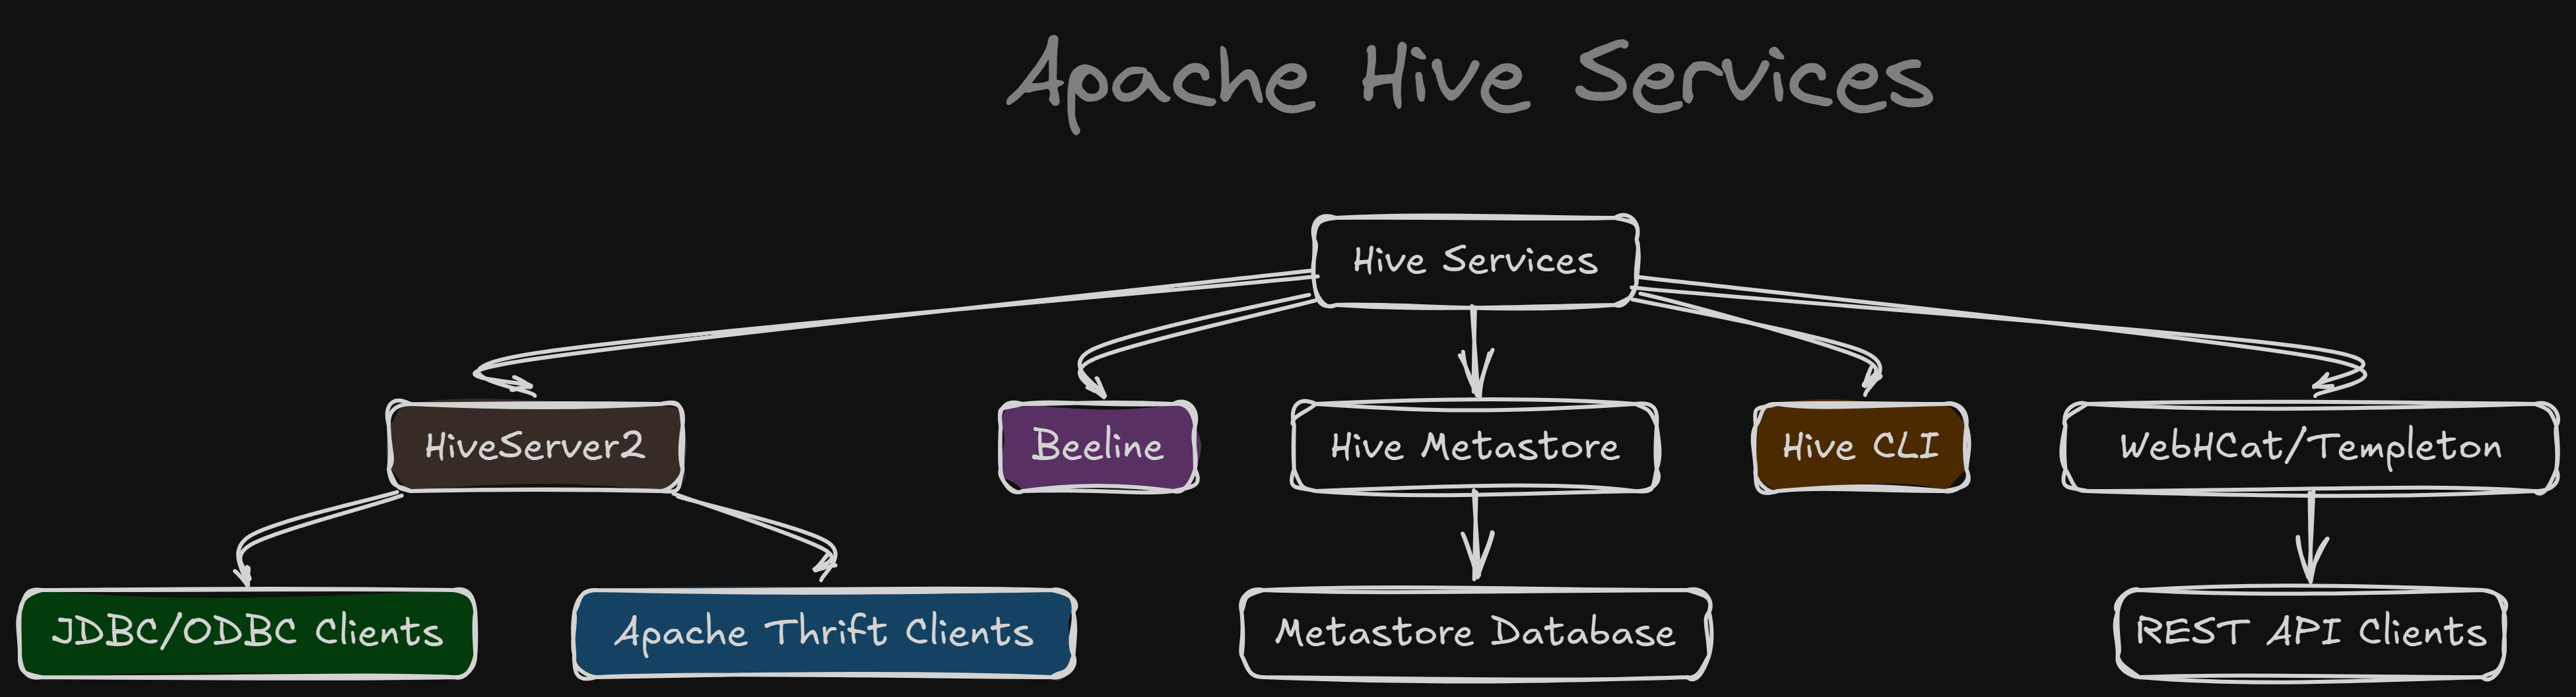 Apache Hive Services
Hive Services
HiveServer2
Beeline
Hive Metastore
Hive CLI
WebHCat/Templeton
JDBC/ODBC Clients
Apache Thrift Clients
Metastore Database
REST API Clients